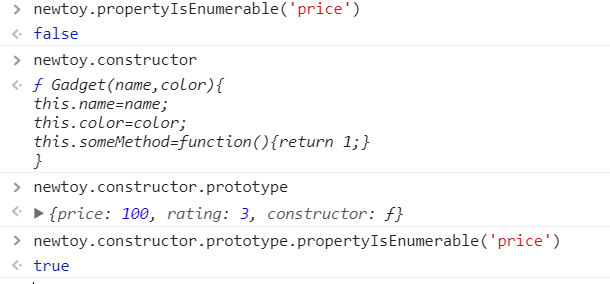 > newtoy.propertyIsEnumerable('price')
< false
> newtoy.constructor
< ƒ Gadget(name,color){
this.name=name;
this.color=color;
this.someMethod=function(){return 1;}
}
> newtoy.constructor.prototype
< ▶{price: 100, rating: 3, constructor: ƒ}
> newtoy.constructor.prototype.propertyIsEnumerable('price')
< true